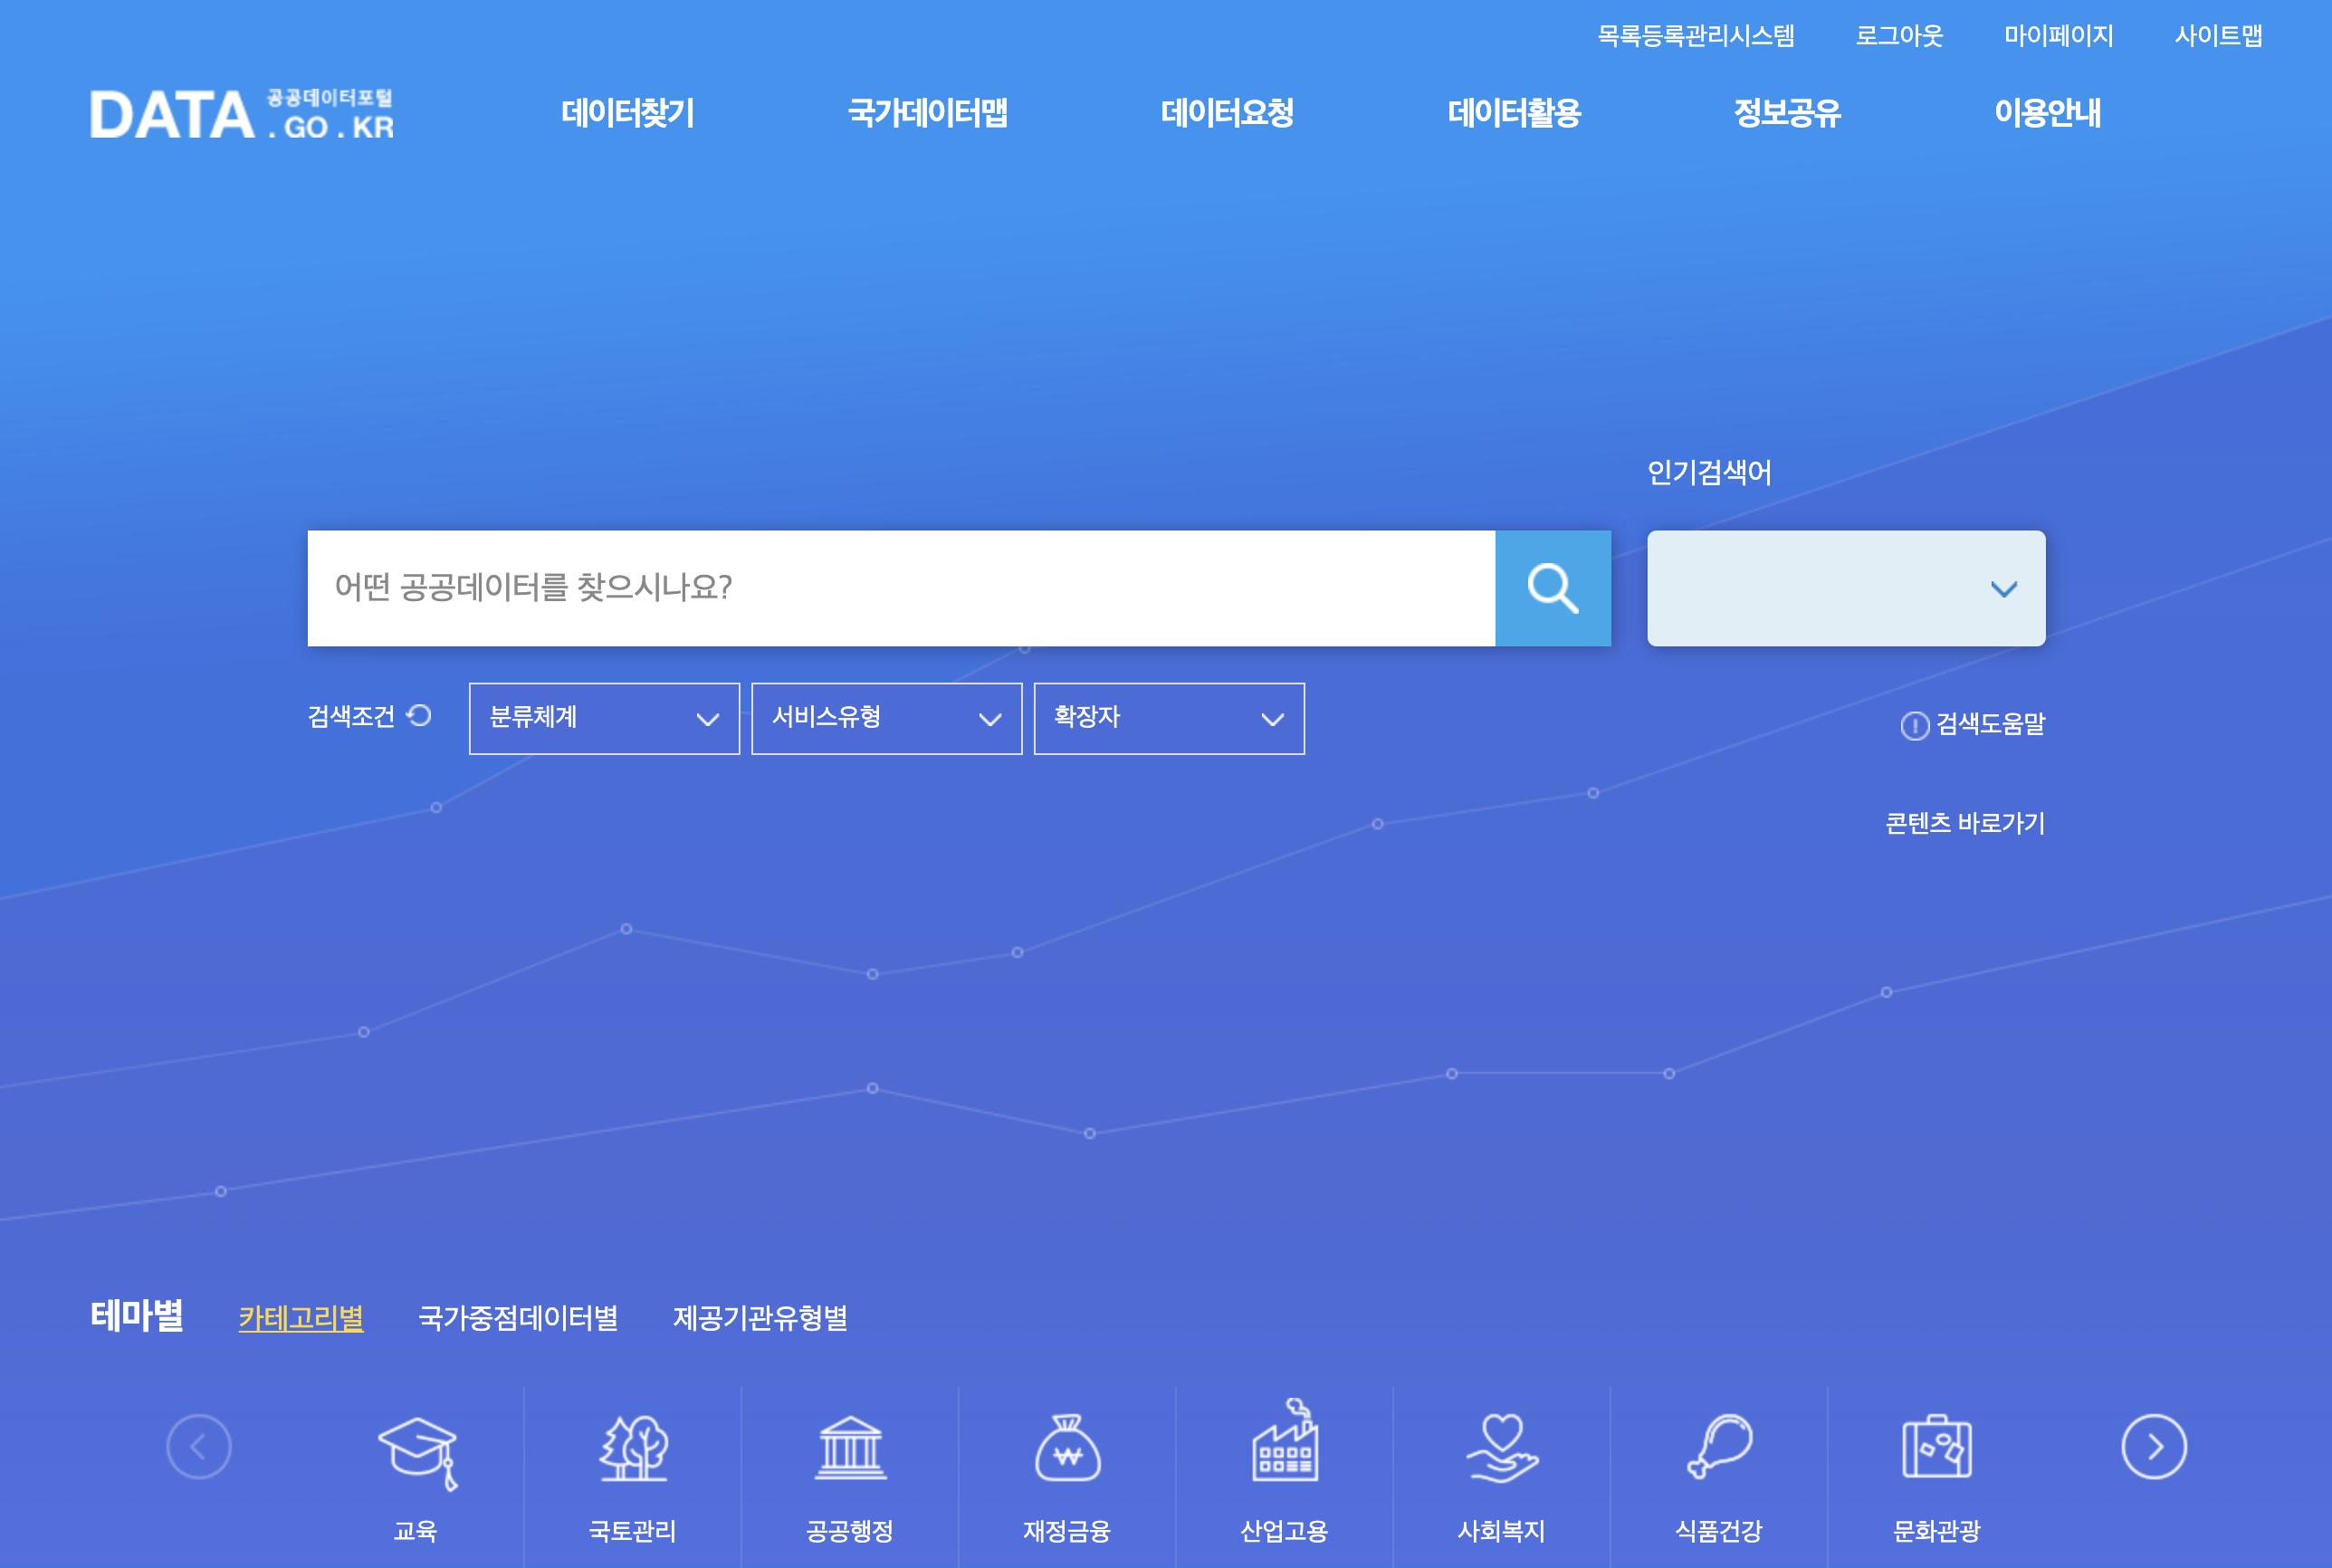 목록등록관리시스템 로그아웃 마이페이지 사이트맵
DATA 공공데이터포털
. GO . KR
데이터찾기 국가데이터맵 데이터요청 데이터활용 정보공유 이용안내
인기검색어
어떤 공공데이터를 찾으시나요?
검색조건 분류체계 서비스유형 확장자 검색도움말
콘텐츠 바로가기
테마별 카테고리별 국가중점데이터별 제공기관유형별
교육 국토관리 공공행정 재정금융 산업고용 사회복지 식품건강 문화관광